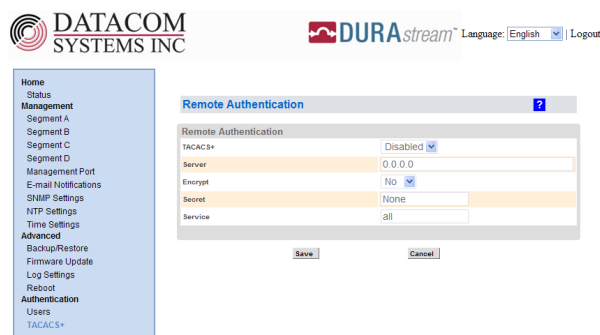 DATACOM
SYSTEMS INC
DURAstream™ Language: English | Logout
Home
Status
Management
Segment A
Segment B
Segment C
Segment D
Management Port
E-mail Notifications
SNMP Settings
NTP Settings
Time Settings
Advanced
Backup/Restore
Firmware Update
Log Settings
Reboot
Authentication
Users
TACACS+
Remote Authentication ?
Remote Authentication
TACACS+ Disabled
Server 0.0.0.0
Encrypt No
Secret None
Service all
Save Cancel